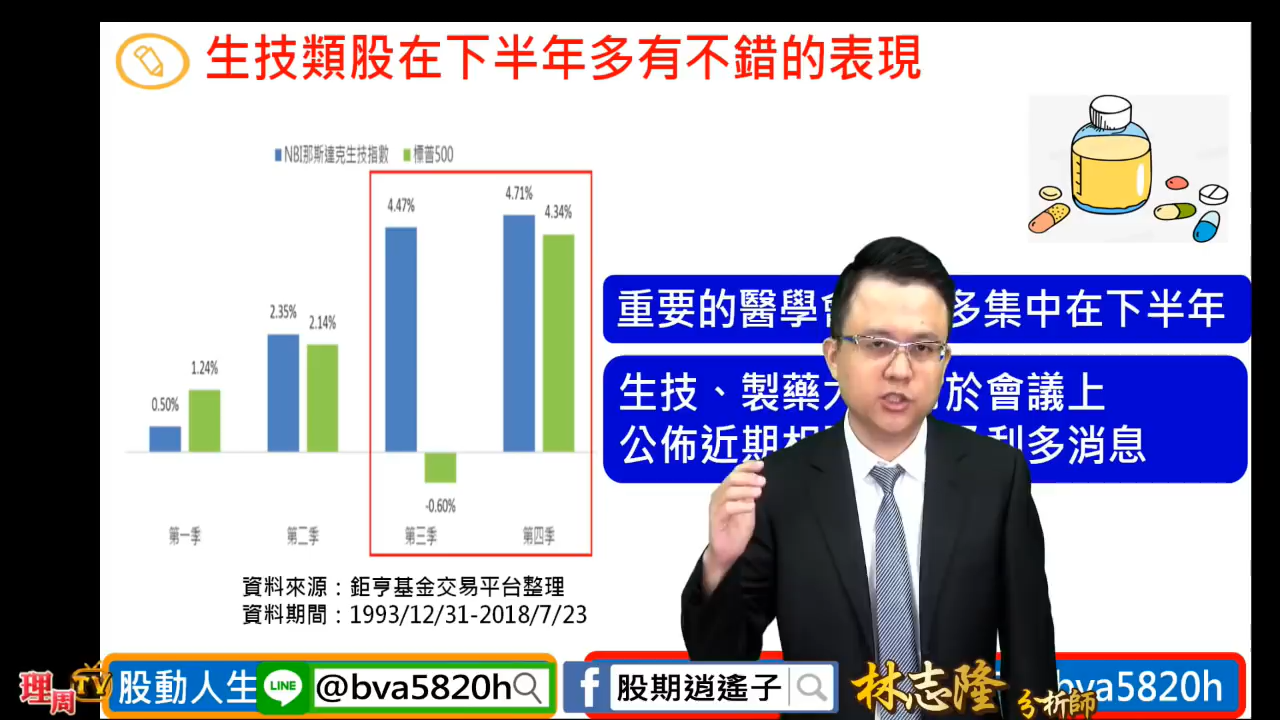 生技類股在下半年多有不錯的表現
NBI那斯達克生技指數 標普500
4.47%
4.71%
4.34%
2.35%
2.14%
1.24%
0.50%
-0.60%
第一季 第二季 第三季 第四季
重要的醫學會 多集中在下半年
生技、製藥 於會議上
公佈近期相 利多消息
資料來源：鉅亨基金交易平台整理
資料期間：1993/12/31-2018/7/23
理周TV 股動人生 LINE @bva5820h f 股期逍遙子 林志隆 分析師 bva5820h